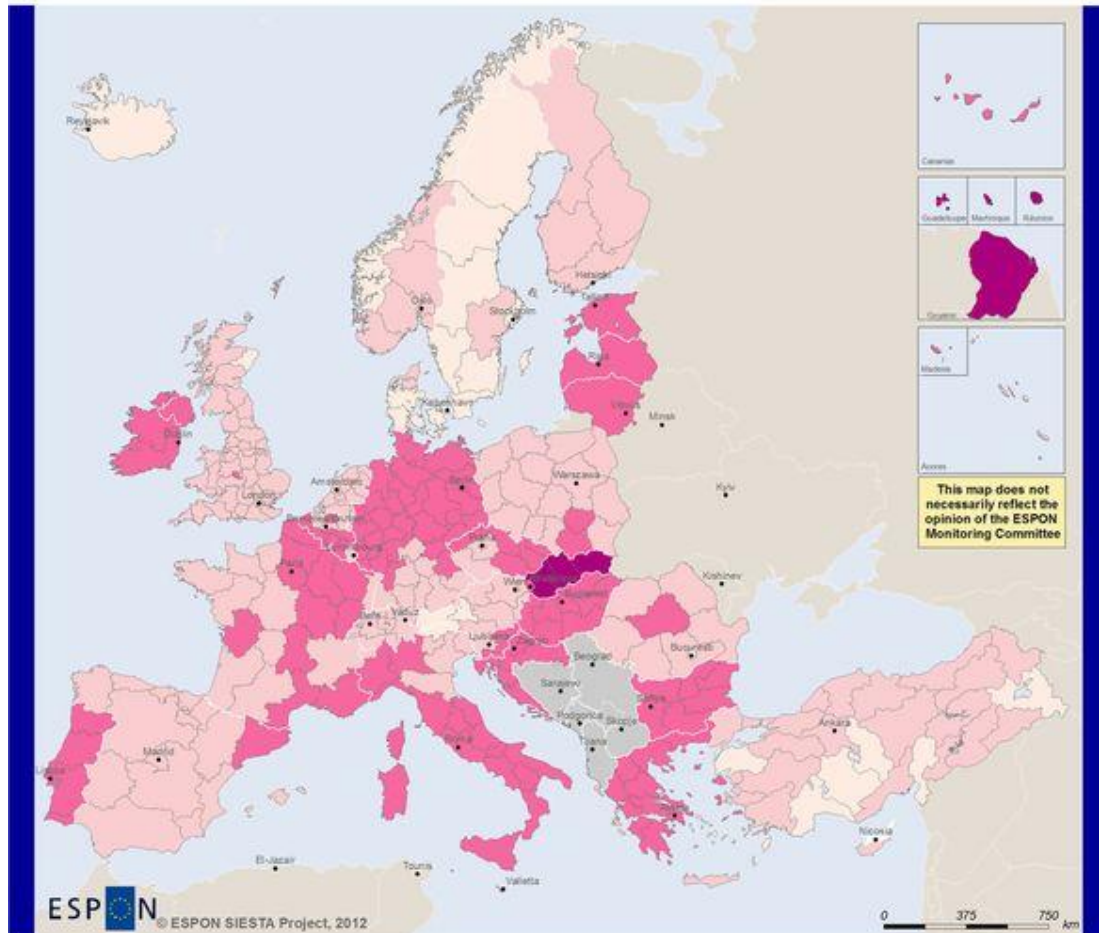 Reykjavik
Canarias
Guadeloupe
Martinique
Réunion
Guyane
Madeira
Acores
Helsinki
Tallinn
Oslo
Stockholm
Riga
Vilnius
Minsk
København
Dublin
Amsterdam
London
Berlin
Warszawa
Kyiv
This map does not
necessarily reflect the
opinion of the ESPON
Monitoring Committee
Paris
Wien
Kishinev
Bern
Vaduz
Budapest
Ljubljana
Zagreb
Bucuresti
Beograd
Sarajevo
Podgorica
Skopje
Sofia
Tirana
Ankara
Roma
Madrid
Lisboa
Nicosia
El-Jazair
Tounis
Valletta
ESPON
© ESPON SIESTA Project, 2012
0 375 750
km